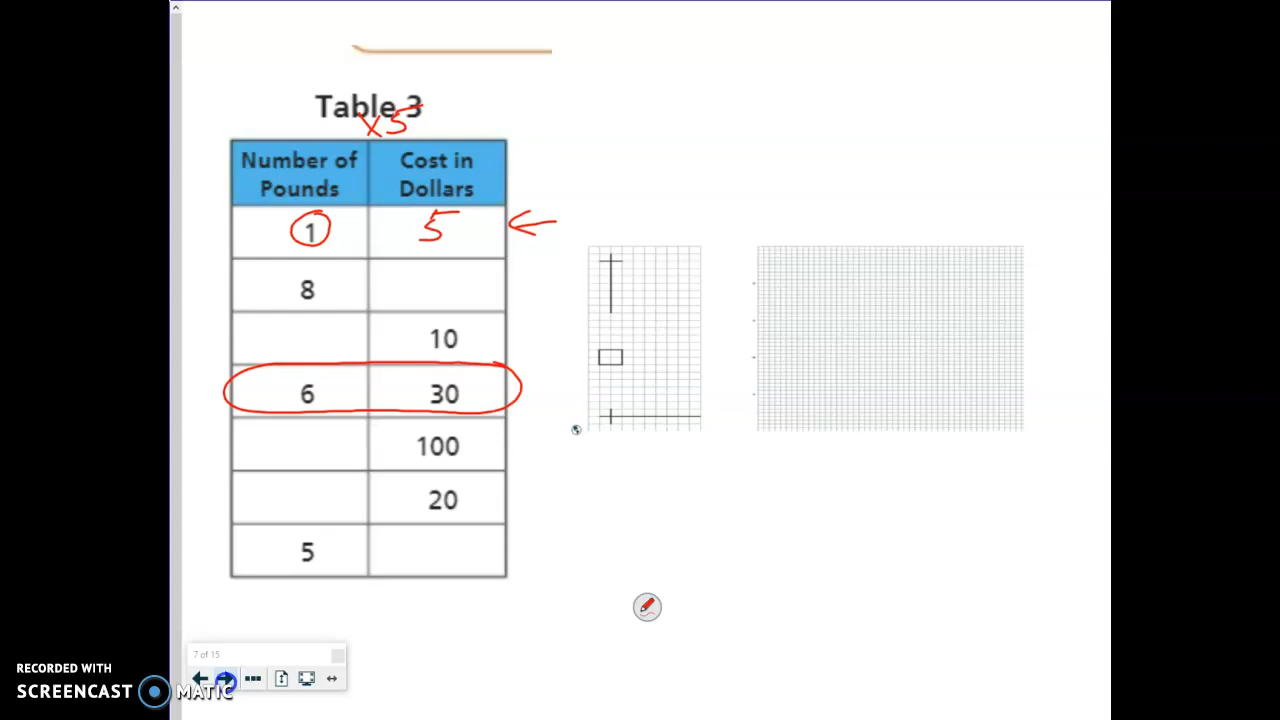 Table 3
x5
Number of Pounds
Cost in Dollars
1 5
8
10
6 30
100
20
5
7 of 15
RECORDED WITH
SCREENCAST MATIC